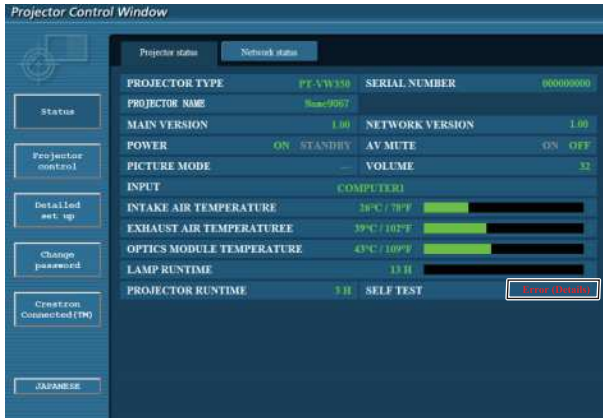 Projector Control Window
Projector status
Network status
PROJECTOR TYPE PT-VW350 SERIAL NUMBER 000000000
PROJECTOR NAME Name9067
MAIN VERSION 1.00 NETWORK VERSION 1.00
POWER ON STANDBY AV MUTE ON OFF
PICTURE MODE --- VOLUME 32
INPUT COMPUTER1
INTAKE AIR TEMPERATURE 26°C / 78°F
EXHAUST AIR TEMPERATUREE 39°C / 102°F
OPTICS MODULE TEMPERATURE 43°C / 109°F
LAMP RUNTIME 13 H
PROJECTOR RUNTIME 3 H SELF TEST Error (Details)
Status
Projector
control
Detailed
set up
Change
password
Crestron
Connected(TM)
JAPANESE